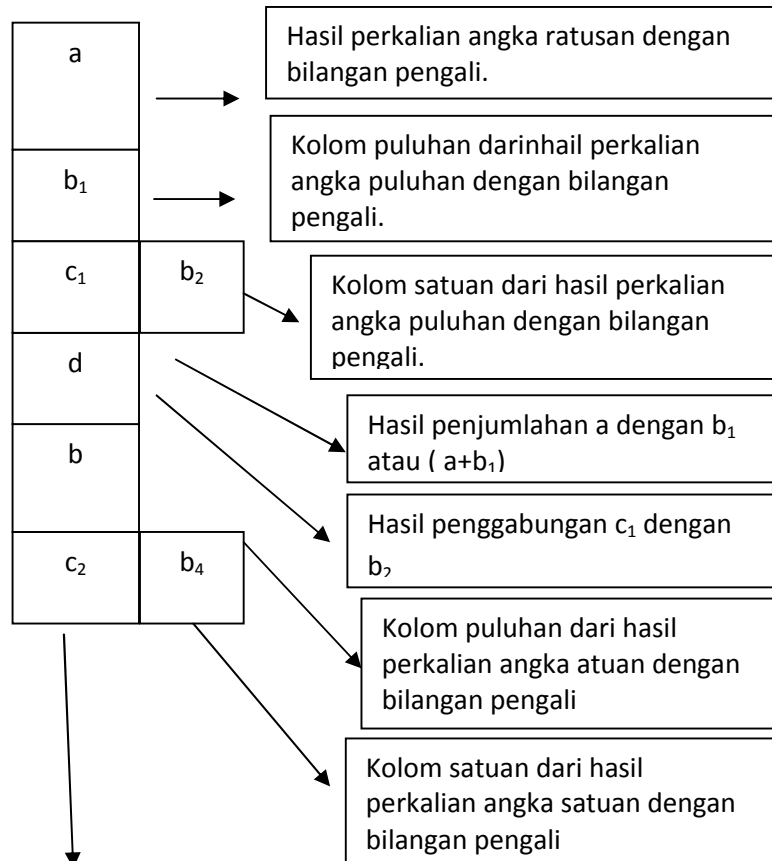 a
Hasil perkalian angka ratusan dengan
bilangan pengali.
b₁
Kolom puluhan darinhail perkalian
angka puluhan dengan bilangan
pengali.
c₁
b₂
Kolom satuan dari hasil perkalian
angka puluhan dengan bilangan
pengali.
d
Hasil penjumlahan a dengan b₁
atau ( a+b₁)
b
Hasil penggabungan c₁ dengan
b₂
c₂
b₄
Kolom puluhan dari hasil
perkalian angka atuan dengan
bilangan pengali
Kolom satuan dari hasil
perkalian angka satuan dengan
bilangan pengali